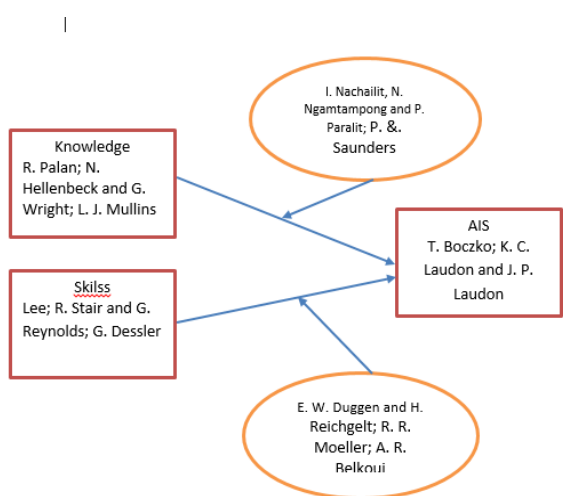 I. Nachailit, N.
Ngamtampong and P.
Paralit; P. &.
Saunders
Knowledge
R. Palan; N.
Hellenbeck and G.
Wright; L. J. Mullins
AIS
T. Boczko; K. C.
Laudon and J. P.
Laudon
Skilss
Lee; R. Stair and G.
Reynolds; G. Dessler
E. W. Duggen and H.
Reichgelt; R. R.
Moeller; A. R.
Belkoui